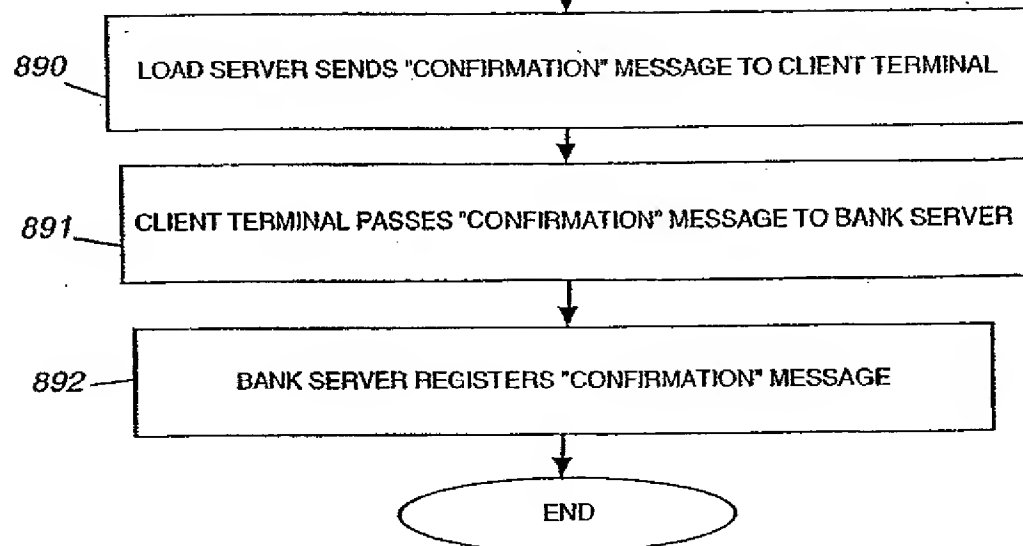 890
LOAD SERVER SENDS "CONFIRMATION" MESSAGE TO CLIENT TERMINAL
891
CLIENT TERMINAL PASSES "CONFIRMATION" MESSAGE TO BANK SERVER
892
BANK SERVER REGISTERS "CONFIRMATION" MESSAGE
END